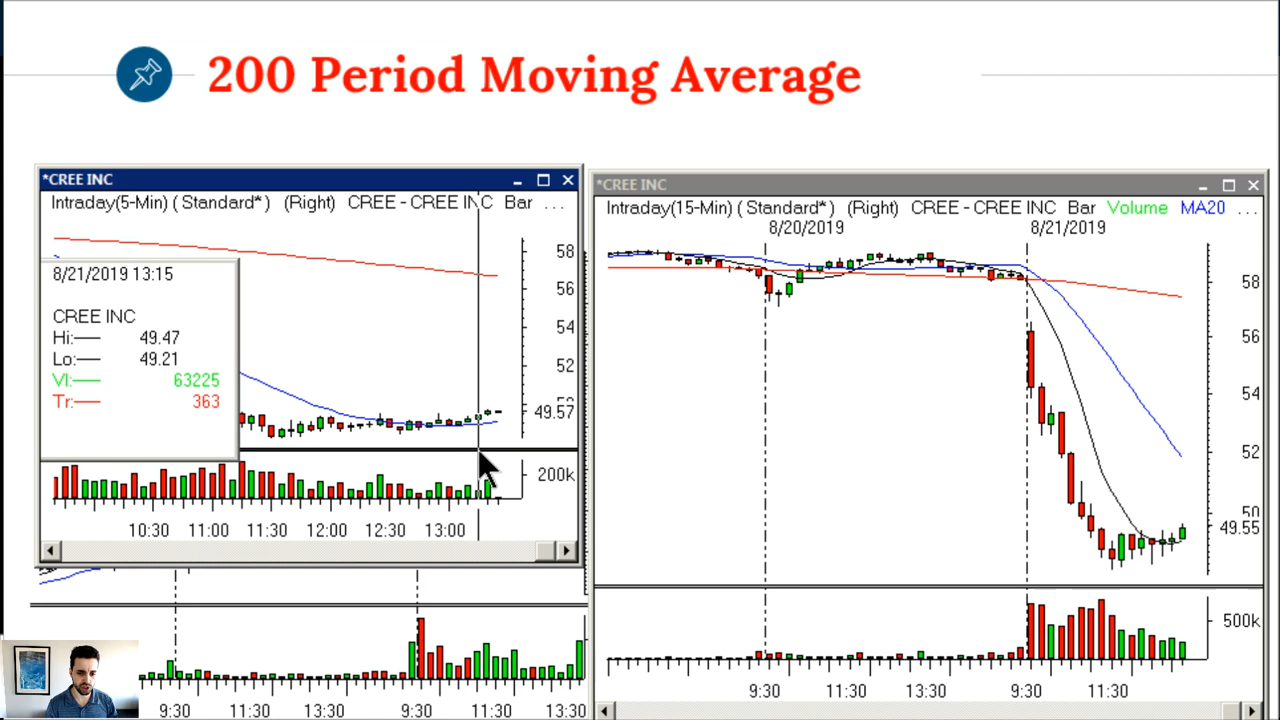 200 Period Moving Average
*CREE INC
Intraday(5-Min) (Standard*) (Right) CREE - CREE INC Bar ...
58
56
54
52
49.57
8/21/2019 13:15
CREE INC
Hi: 49.47
Lo: 49.21
Vl: 63225
Tr: 363
200k
10:30 11:00 11:30 12:00 12:30 13:00
9:30 11:30 13:30 9:30 11:30 13:30
*CREE INC
Intraday(15-Min) (Standard*) (Right) CREE - CREE INC Bar Volume MA20 ...
8/20/2019 8/21/2019
58
56
54
52
50
49.55
500k
9:30 11:30 13:30 9:30 11:30